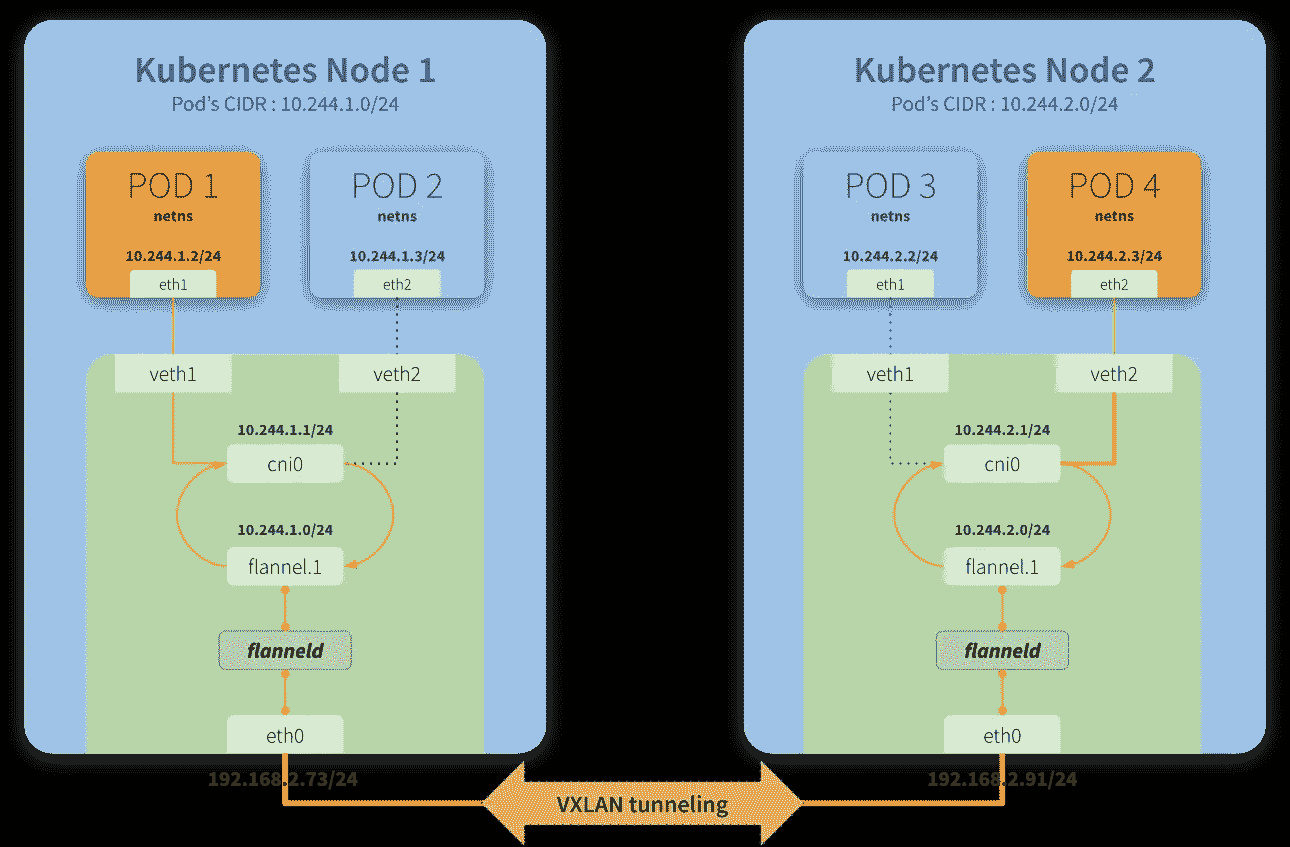 Kubernetes Node 1
Pod's CIDR : 10.244.1.0/24
POD 1
netns
10.244.1.2/24
eth1
POD 2
netns
10.244.1.3/24
eth2
veth1
veth2
10.244.1.1/24
cni0
10.244.1.0/24
flannel.1
flanneld
eth0
192.168.2.73/24
Kubernetes Node 2
Pod's CIDR : 10.244.2.0/24
POD 3
netns
10.244.2.2/24
eth1
POD 4
netns
10.244.2.3/24
eth2
veth1
veth2
10.244.2.1/24
cni0
10.244.2.0/24
flannel.1
flanneld
eth0
192.168.2.91/24
VXLAN tunneling